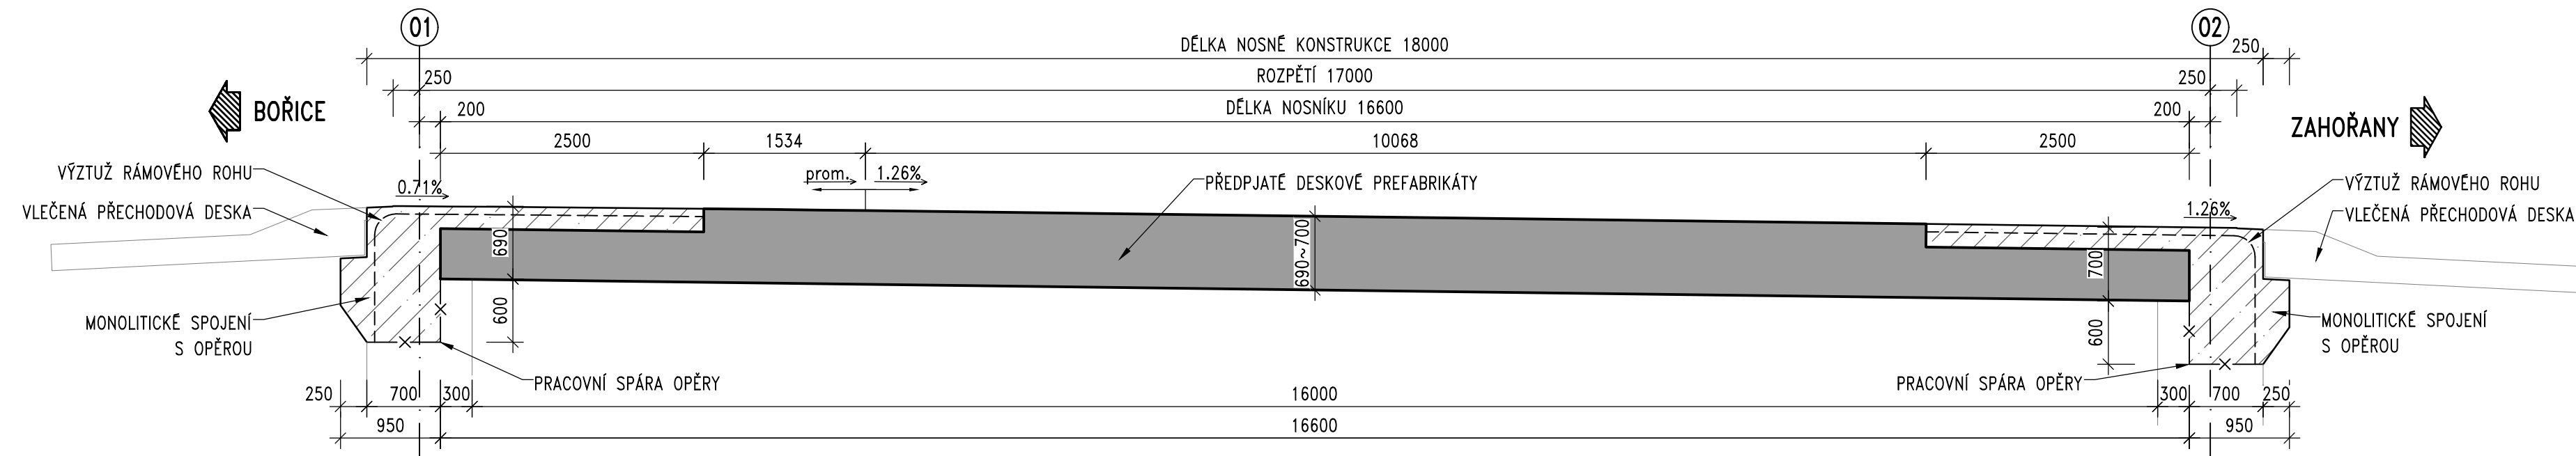 01
02
DÉLKA NOSNÉ KONSTRUKCE 18000
250
250
ROZPĚTÍ 17000
250
BOŘICE
200
DÉLKA NOSNÍKU 16600
200
ZAHOŘANY
2500
1534
10068
2500
VÝZTUŽ RÁMOVÉHO ROHU
0.71%
prom.
1.26%
PŘEDPJATÉ DESKOVÉ PREFABRIKÁTY
VÝZTUŽ RÁMOVÉHO ROHU
VLEČENÁ PŘECHODOVÁ DESKA
1.26%
VLEČENÁ PŘECHODOVÁ DESKA
690
690~700
700
600
600
MONOLITICKÉ SPOJENÍ
S OPĚROU
MONOLITICKÉ SPOJENÍ
S OPĚROU
PRACOVNÍ SPÁRA OPĚRY
PRACOVNÍ SPÁRA OPĚRY
250
700
300
16000
300
700
250
950
16600
950